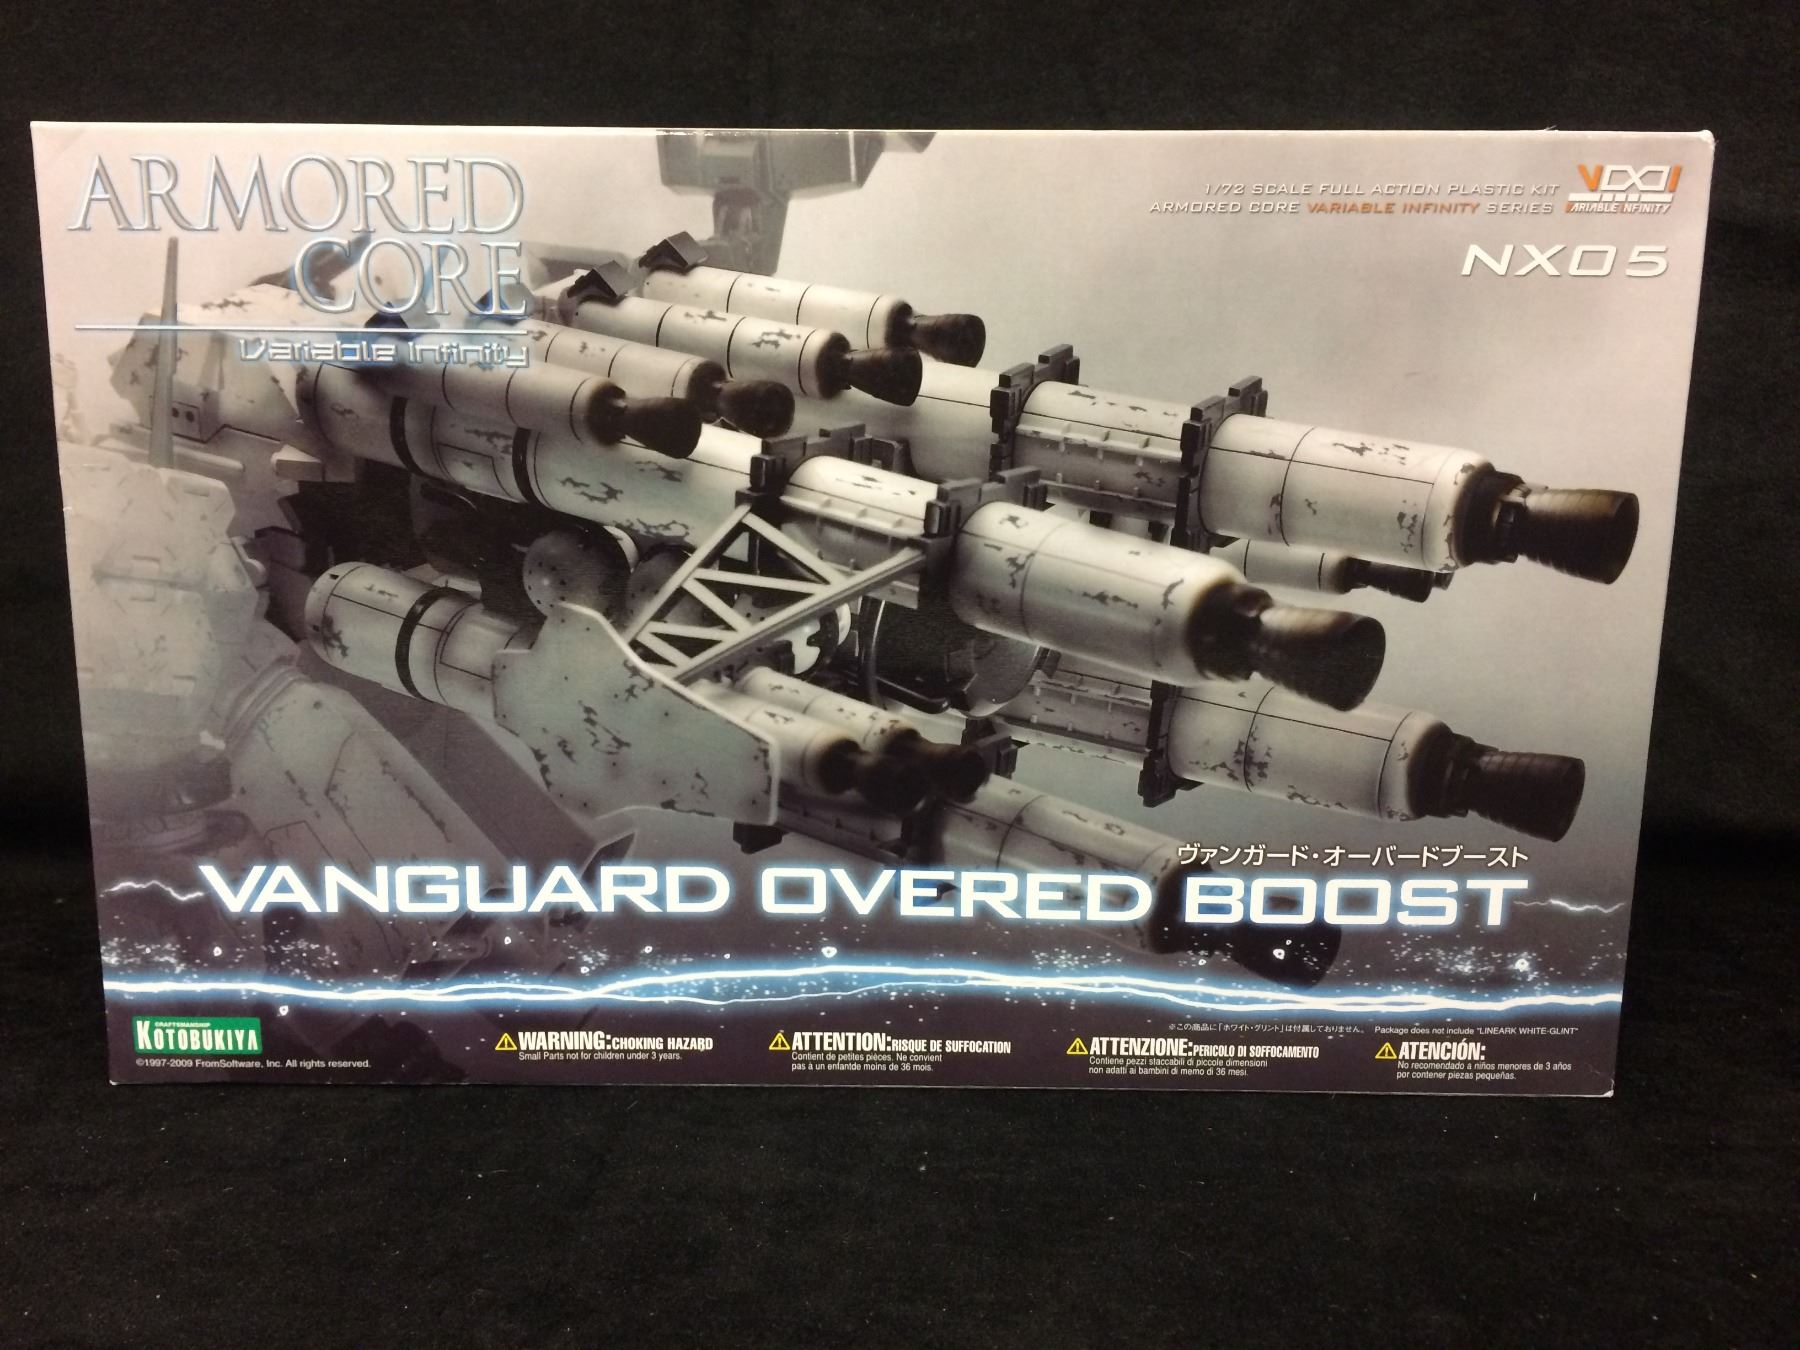 ARMORED
CORE
Variable Infinity
1/72 SCALE FULL ACTION PLASTIC KIT
ARMORED CORE VARIABLE INFINITY SERIES
VI
VARIABLE INFINITY
NX05
ヴァンガード・オーバードブースト
VANGUARD OVERED BOOST
CRAFTSMANSHIP
KOTOBUKIYA
©1997-2009 FromSoftware, Inc. All rights reserved.
WARNING:CHOKING HAZARD
Small Parts not for children under 3 years.
ATTENTION:RISQUE DE SUFFOCATION
Contient de petites pièces. Ne convient
pas à un enfantde moins de 36 mois.
※この商品に「ホワイト・グリント」は付属しておりません。 Package does not include "LINEARK WHITE-GLINT"
ATTENZIONE:PERICOLO DI SOFFOCAMENTO
Contiene pezzi staccabili di piccole dimensioni
non adatti ai bambini di memo di 36 mesi.
ATENCIÓN:
No recomendado a niños menores de 3 años
por contener piezas pequeñas.